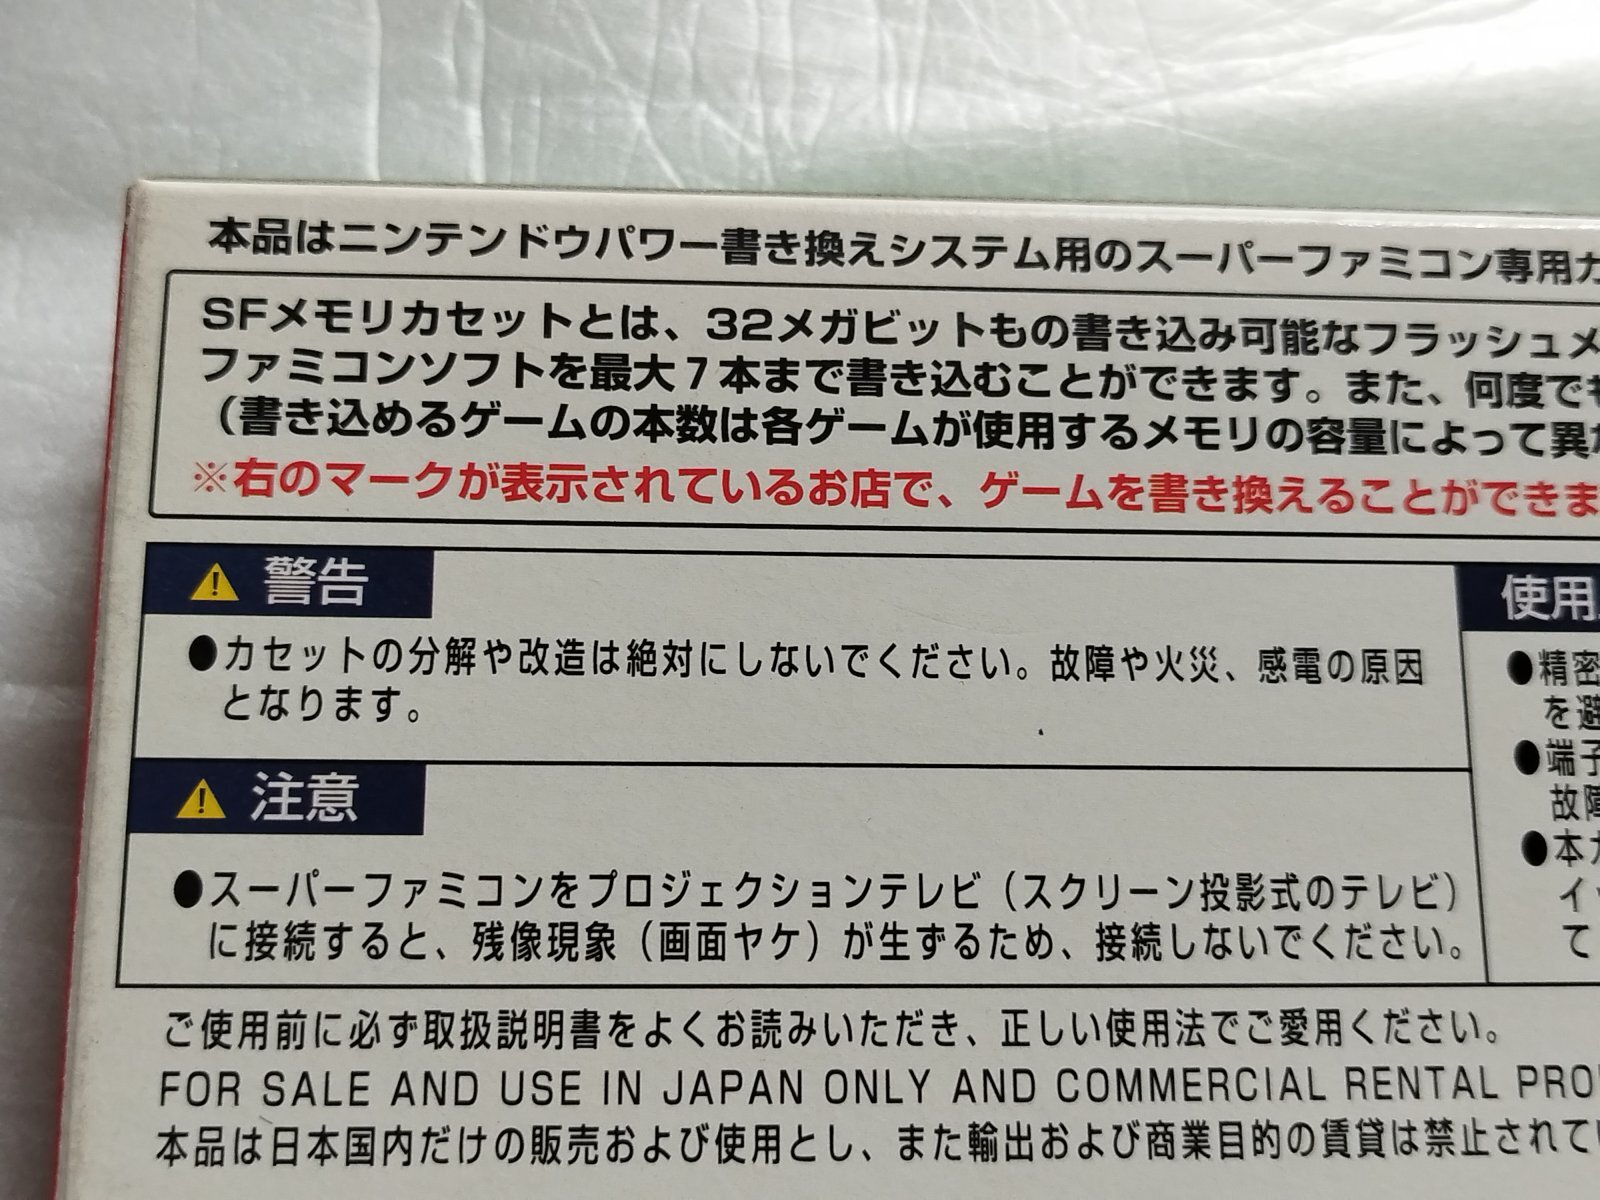 本品はニンテンドウパワー書き換えシステム用のスーパーファミコン専用カ
SFメモリカセットとは、32メガビットもの書き込み可能なフラッシュメ
ファミコンソフトを最大7本まで書き込むことができます。また、何度でも
（書き込めるゲームの本数は各ゲームが使用するメモリの容量によって異な
※右のマークが表示されているお店で、ゲームを書き換えることができま
警告
●カセットの分解や改造は絶対にしないでください。故障や火災、感電の原因
となります。
注意
●スーパーファミコンをプロジェクションテレビ（スクリーン投影式のテレビ）
に接続すると、残像現象（画面ヤケ）が生ずるため、接続しないでください。
使用
●精密
を避
●端子
故障
●本カ
イッ
て
ご使用前に必ず取扱説明書をよくお読みいただき、正しい使用法でご愛用ください。
FOR SALE AND USE IN JAPAN ONLY AND COMMERCIAL RENTAL PRO
本品は日本国内だけの販売および使用とし、また輸出および商業目的の賃貸は禁止されてい